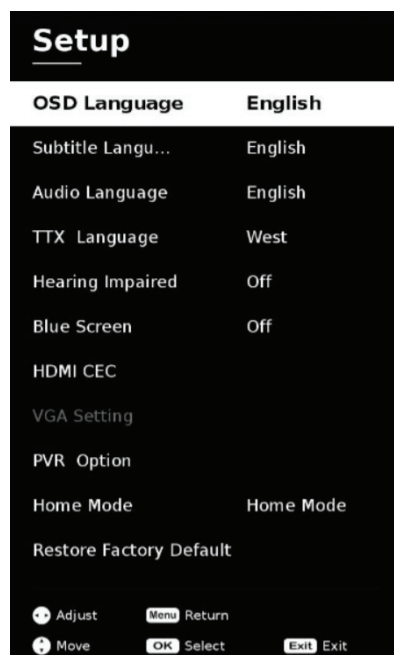 Setup
OSD Language English
Subtitle Langu... English
Audio Language English
TTX Language West
Hearing Impaired Off
Blue Screen Off
HDMI CEC
VGA Setting
PVR Option
Home Mode Home Mode
Restore Factory Default
Adjust Menu Return
Move OK Select Exit Exit